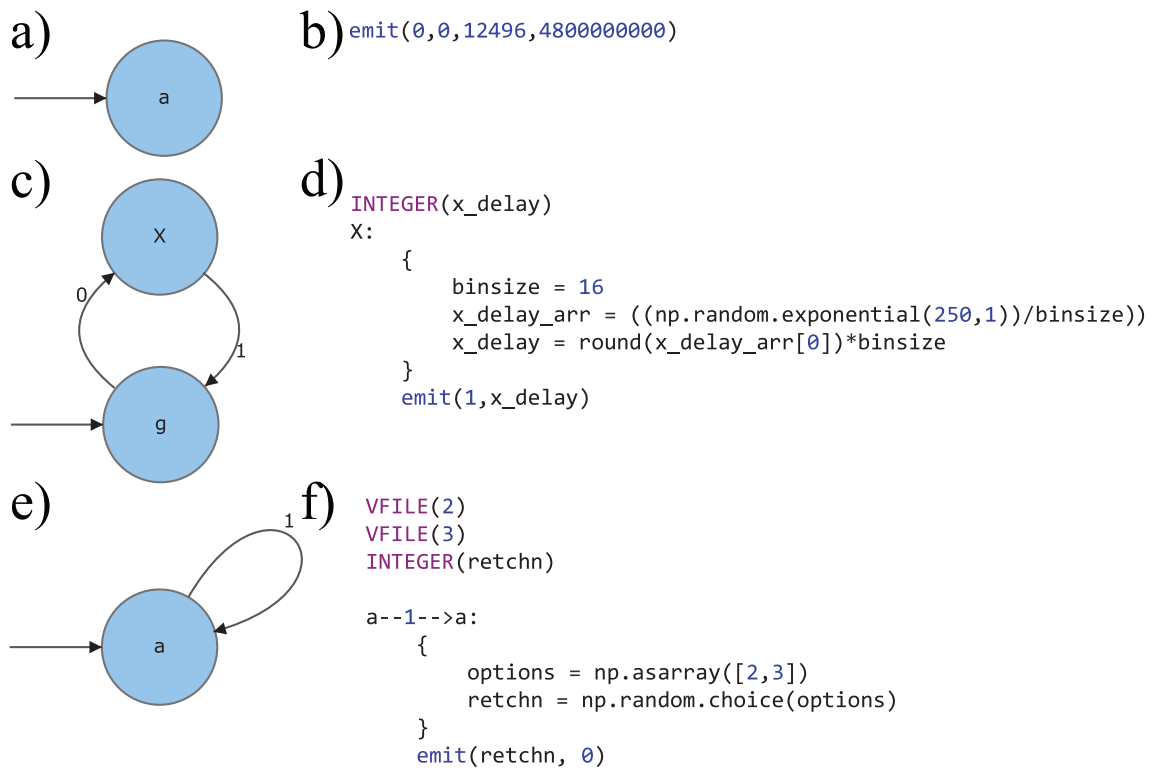 a)
a
b)
emit(0,0,12496,4800000000)
c)
X
0
1
g
d)
INTEGER(x_delay)
X:
{
binsize = 16
x_delay_arr = ((np.random.exponential(250,1))/binsize))
x_delay = round(x_delay_arr[0])*binsize
}
emit(1,x_delay)
e)
1
a
f)
VFILE(2)
VFILE(3)
INTEGER(retchn)
a--1-->a:
{
options = np.asarray([2,3])
retchn = np.random.choice(options)
}
emit(retchn, 0)